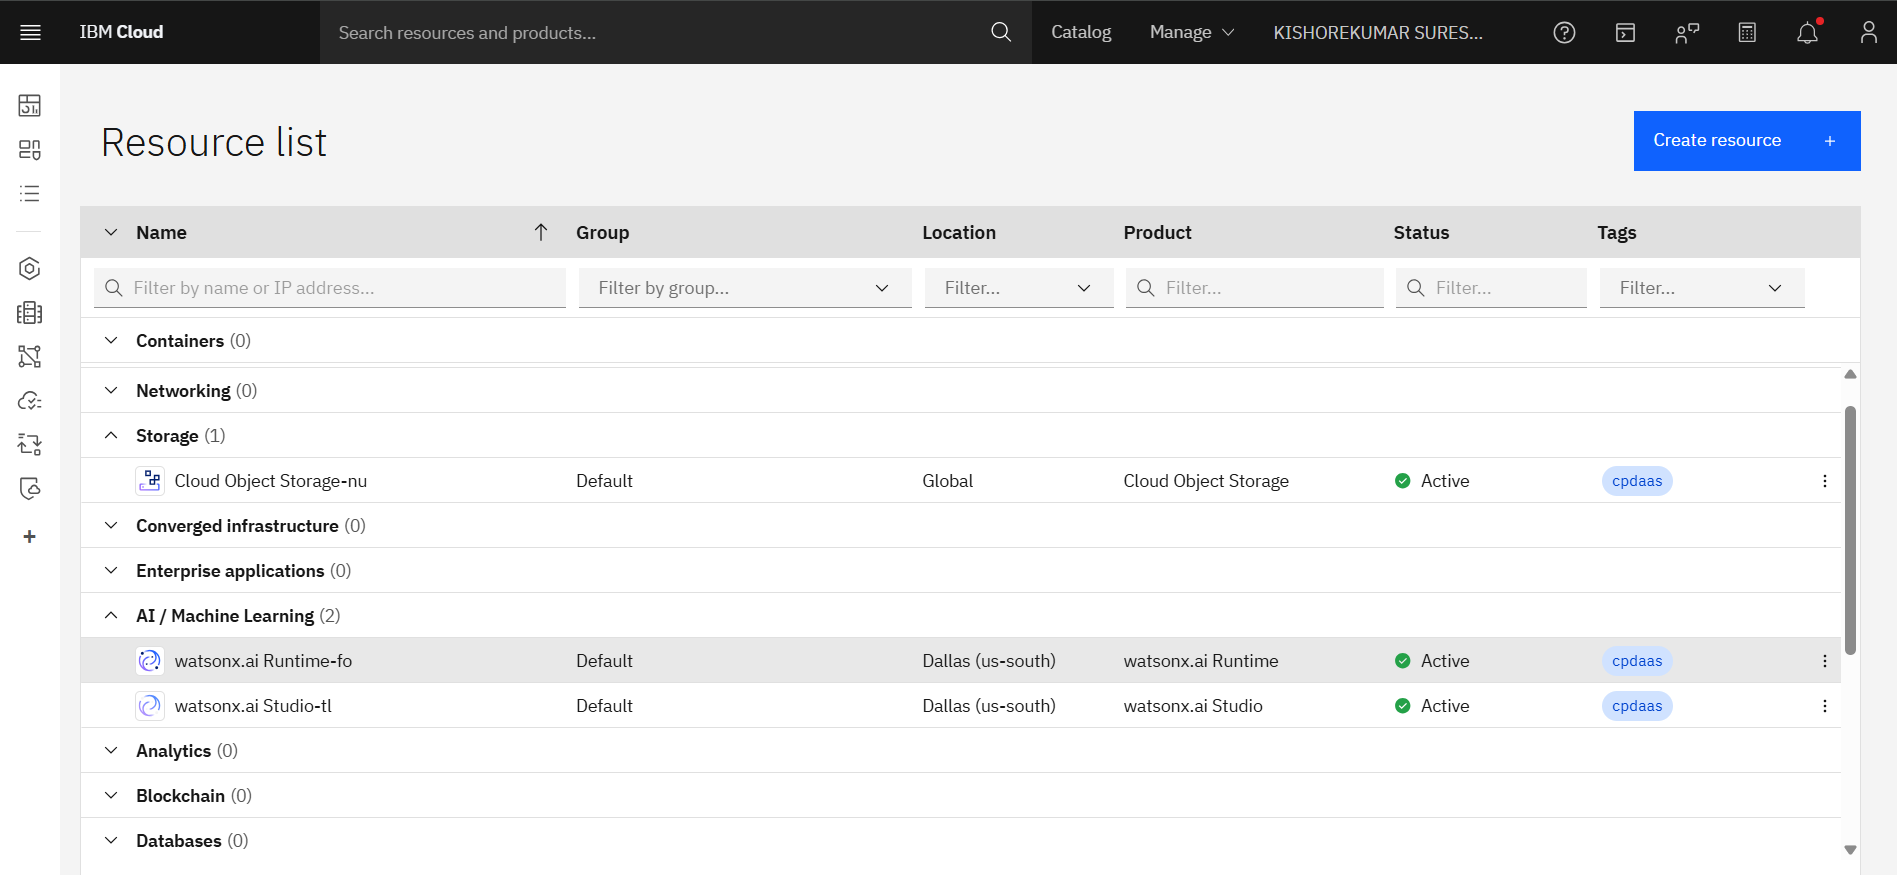 IBM Cloud
Search resources and products...
Catalog
Manage
KISHOREKUMAR SURES...
Resource list
Create resource +
Name Group Location Product Status Tags
Filter by name or IP address... Filter by group... Filter... Filter... Filter... Filter...
Containers (0)
Networking (0)
Storage (1)
Cloud Object Storage-nu Default Global Cloud Object Storage Active cpdaas
Converged infrastructure (0)
Enterprise applications (0)
AI / Machine Learning (2)
watsonx.ai Runtime-fo Default Dallas (us-south) watsonx.ai Runtime Active cpdaas
watsonx.ai Studio-tl Default Dallas (us-south) watsonx.ai Studio Active cpdaas
Analytics (0)
Blockchain (0)
Databases (0)